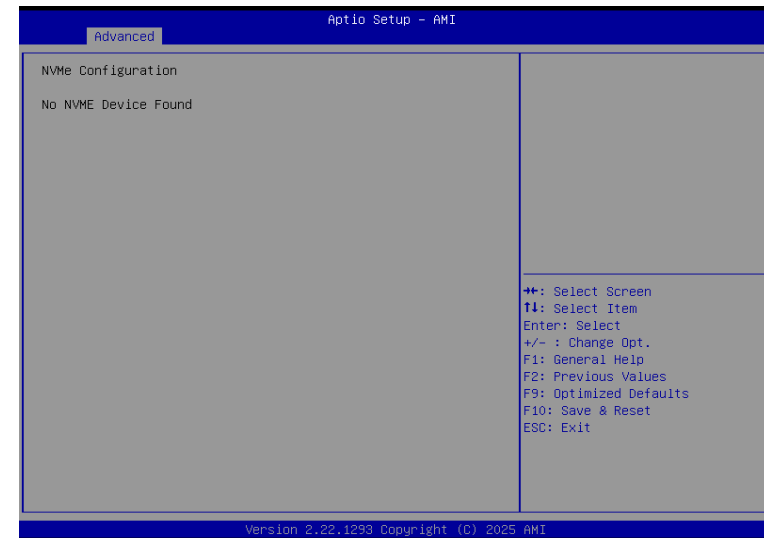 Aptio Setup – AMI
Advanced
NVMe Configuration
No NVME Device Found
→←: Select Screen
↑↓: Select Item
Enter: Select
+/- : Change Opt.
F1: General Help
F2: Previous Values
F9: Optimized Defaults
F10: Save & Reset
ESC: Exit
Version 2.22.1293 Copyright (C) 2025 AMI